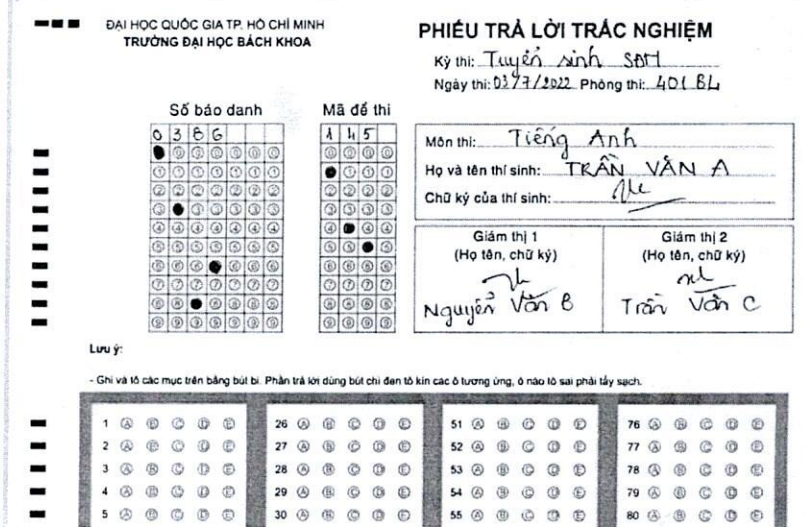 ĐẠI HỌC QUỐC GIA TP. HỒ CHÍ MINH
TRƯỜNG ĐẠI HỌC BÁCH KHOA
PHIẾU TRẢ LỜI TRẮC NGHIỆM
Kỳ thi: Tuyển sinh SĐH
Ngày thi: 03/7/2022 Phòng thi: 401 BL
Số báo danh
0 3 8 6
Mã đề thi
1 4 5
Môn thi: Tiếng Anh
Họ và tên thí sinh: TRẦN VĂN A
Chữ ký của thí sinh:
Giám thị 1
(Họ tên, chữ ký)
Nguyễn Văn B
Giám thị 2
(Họ tên, chữ ký)
Trần Văn C
Lưu ý:
- Ghi và tô các mục trên bằng bút bi. Phần trả lời dùng bút chì đen tô kín các ô tương ứng, ô nào tô sai phải tẩy sạch.
1 A B C D E 26 A B C D E 51 A B C D E 76 A B C D E
2 A B C D E 27 A B C D E 52 A B C D E 77 A B C D E
3 A B C D E 28 A B C D E 53 A B C D E 78 A B C D E
4 A B C D E 29 A B C D E 54 A B C D E 79 A B C D E
5 A B C D E 30 A B C D E 55 A B C D E 80 A B C D E